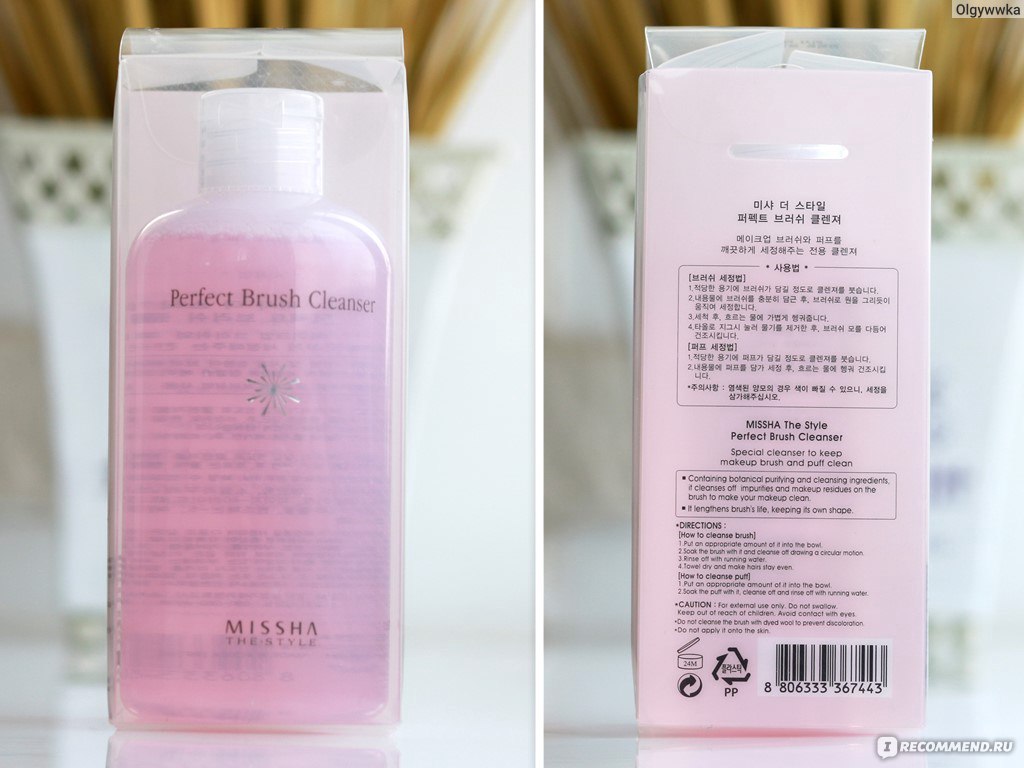 Olgywwka
Perfect Brush Cleanser
MISSHA
THE·STYLE
미샤 더 스타일
퍼펙트 브러쉬 클렌져
메이크업 브러쉬와 퍼프를
깨끗하게 세정해주는 전용 클렌져
• 사용법 •
[브러쉬 세정법]
1.적당한 용기에 브러쉬가 담길 정도로 클렌져를 붓습니다.
2.내용물에 브러쉬를 충분히 담근 후, 브러쉬로 원을 그리듯이
움직여 세정합니다.
3.세척 후, 흐르는 물에 가볍게 헹궈줍니다.
4.타올로 지그시 눌러 물기를 제거한 후, 브러쉬 모를 다듬어
건조시킵니다.
[퍼프 세정법]
1.적당한 용기에 퍼프가 담길 정도로 클렌져를 붓습니다.
2.내용물에 퍼프를 담가 세정 후, 흐르는 물에 헹궈 건조시킵
니다.
*주의사항 : 염색된 양모의 경우 색이 빠질 수 있으니, 세정을
삼가해주십시오.
MISSHA The Style
Perfect Brush Cleanser
Special cleanser to keep
makeup brush and puff clean
▪ Containing botanical purifying and cleansing ingredients,
it cleanses off impurities and makeup residues on the
brush to make your makeup clean.
▪ It lengthens brush's life, keeping its own shape.
•DIRECTIONS :
[How to cleanse brush]
1.Put an appropriate amount of it into the bowl.
2.Soak the brush with it and cleanse off drawing a circular motion.
3.Rinse off with running water.
4.Towel dry and make hairs stay even.
[How to cleanse puff]
1.Put an appropriate amount of it into the bowl.
2.Soak the puff with it, cleanse off and rinse off with running water.
•CAUTION : For external use only. Do not swallow.
Keep out of reach of children. Avoid contact with eyes.
•Do not cleanse the brush with dyed wool to prevent discoloration.
•Do not apply it onto the skin.
24M
플라스틱
PP
8 806333 367443
I RECOMMEND.RU